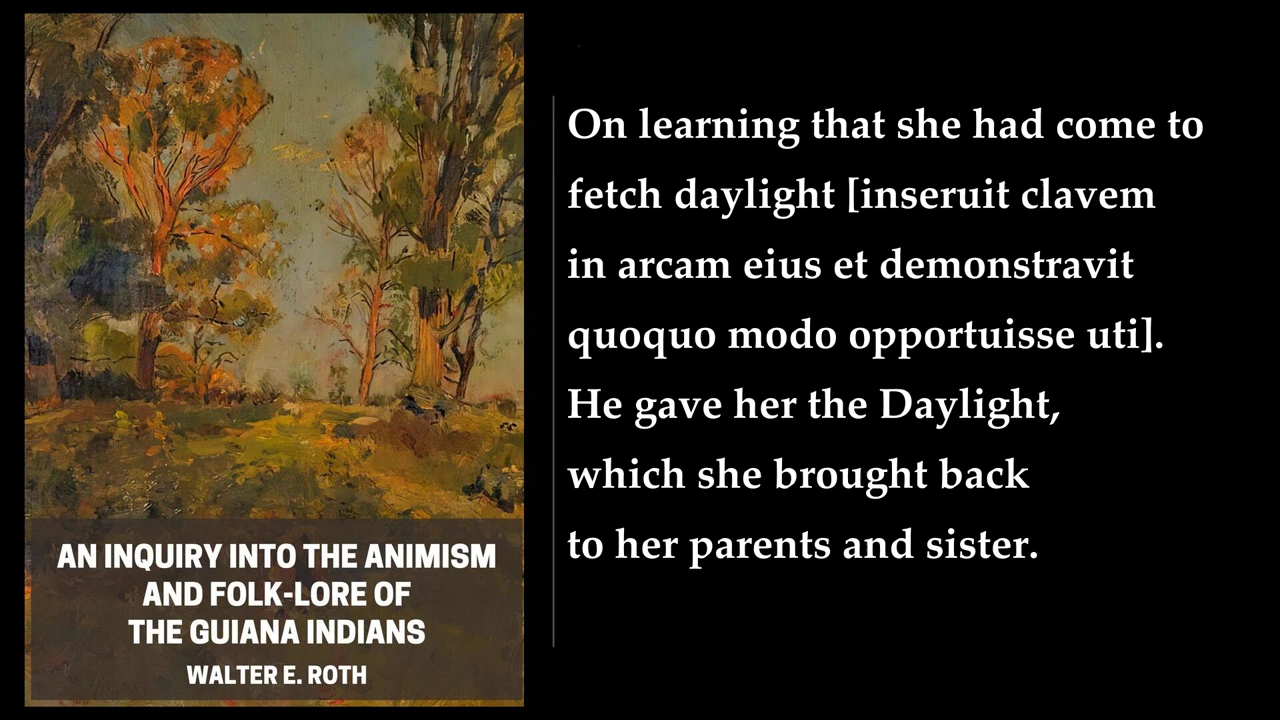 AN INQUIRY INTO THE ANIMISM
AND FOLK-LORE OF
THE GUIANA INDIANS
WALTER E. ROTH
On learning that she had come to
fetch daylight [inseruit clavem
in arcam eius et demonstravit
quoquo modo opportuisse uti].
He gave her the Daylight,
which she brought back
to her parents and sister.